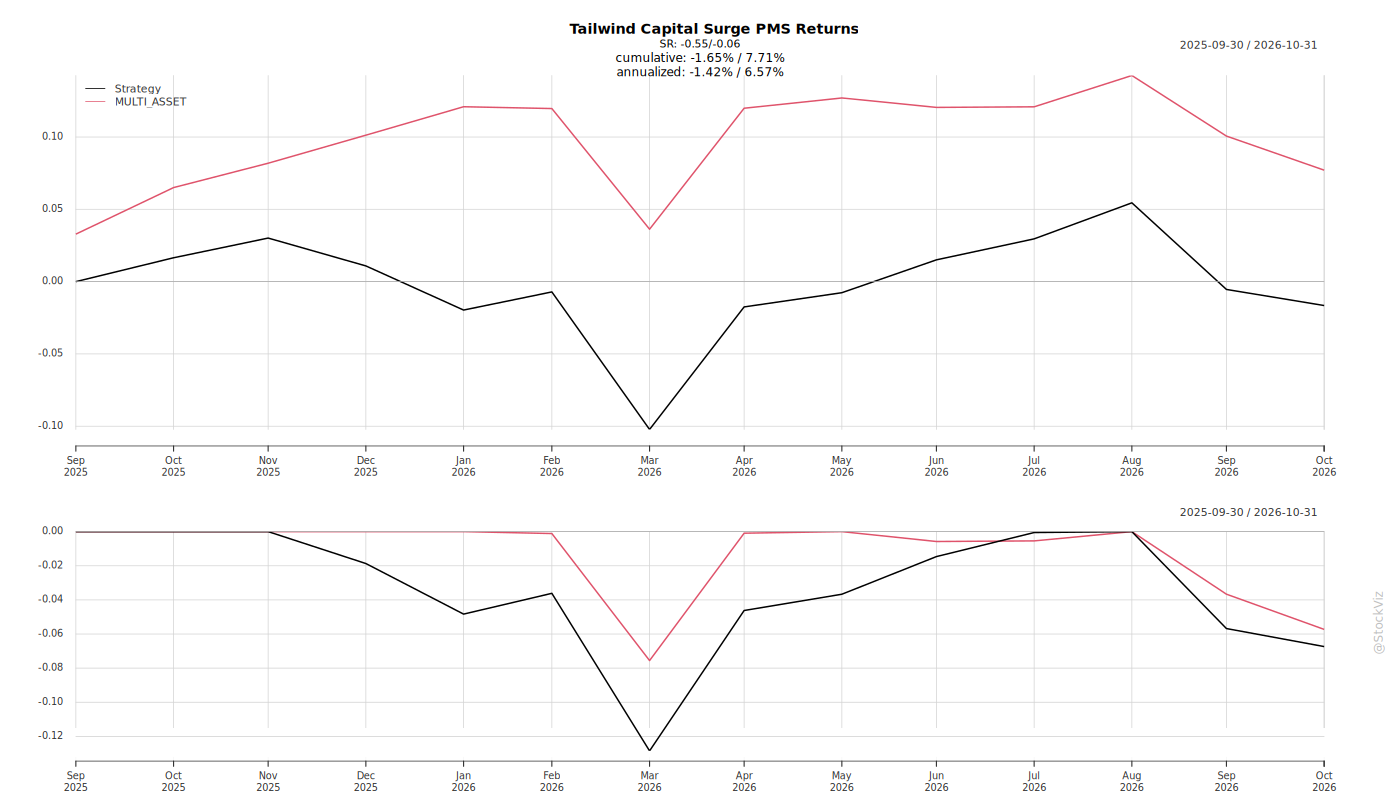 Tailwind Capital Surge PMS Returns
SR: -0.55/-0.06
cumulative: -1.65% / 7.71%
annualized: -1.42% / 6.57%
2025-09-30 / 2026-10-31
Strategy
MULTI_ASSET
0.10
0.05
0.00
-0.05
-0.10
Sep Oct Nov Dec Jan Feb Mar Apr May Jun Jul Aug Sep Oct
2025 2025 2025 2025 2026 2026 2026 2026 2026 2026 2026 2026 2026 2026
2025-09-30 / 2026-10-31
0.00
-0.02
-0.04
-0.06
-0.08
-0.10
-0.12
Sep Oct Nov Dec Jan Feb Mar Apr May Jun Jul Aug Sep Oct
2025 2025 2025 2025 2026 2026 2026 2026 2026 2026 2026 2026 2026 2026
@StockViz